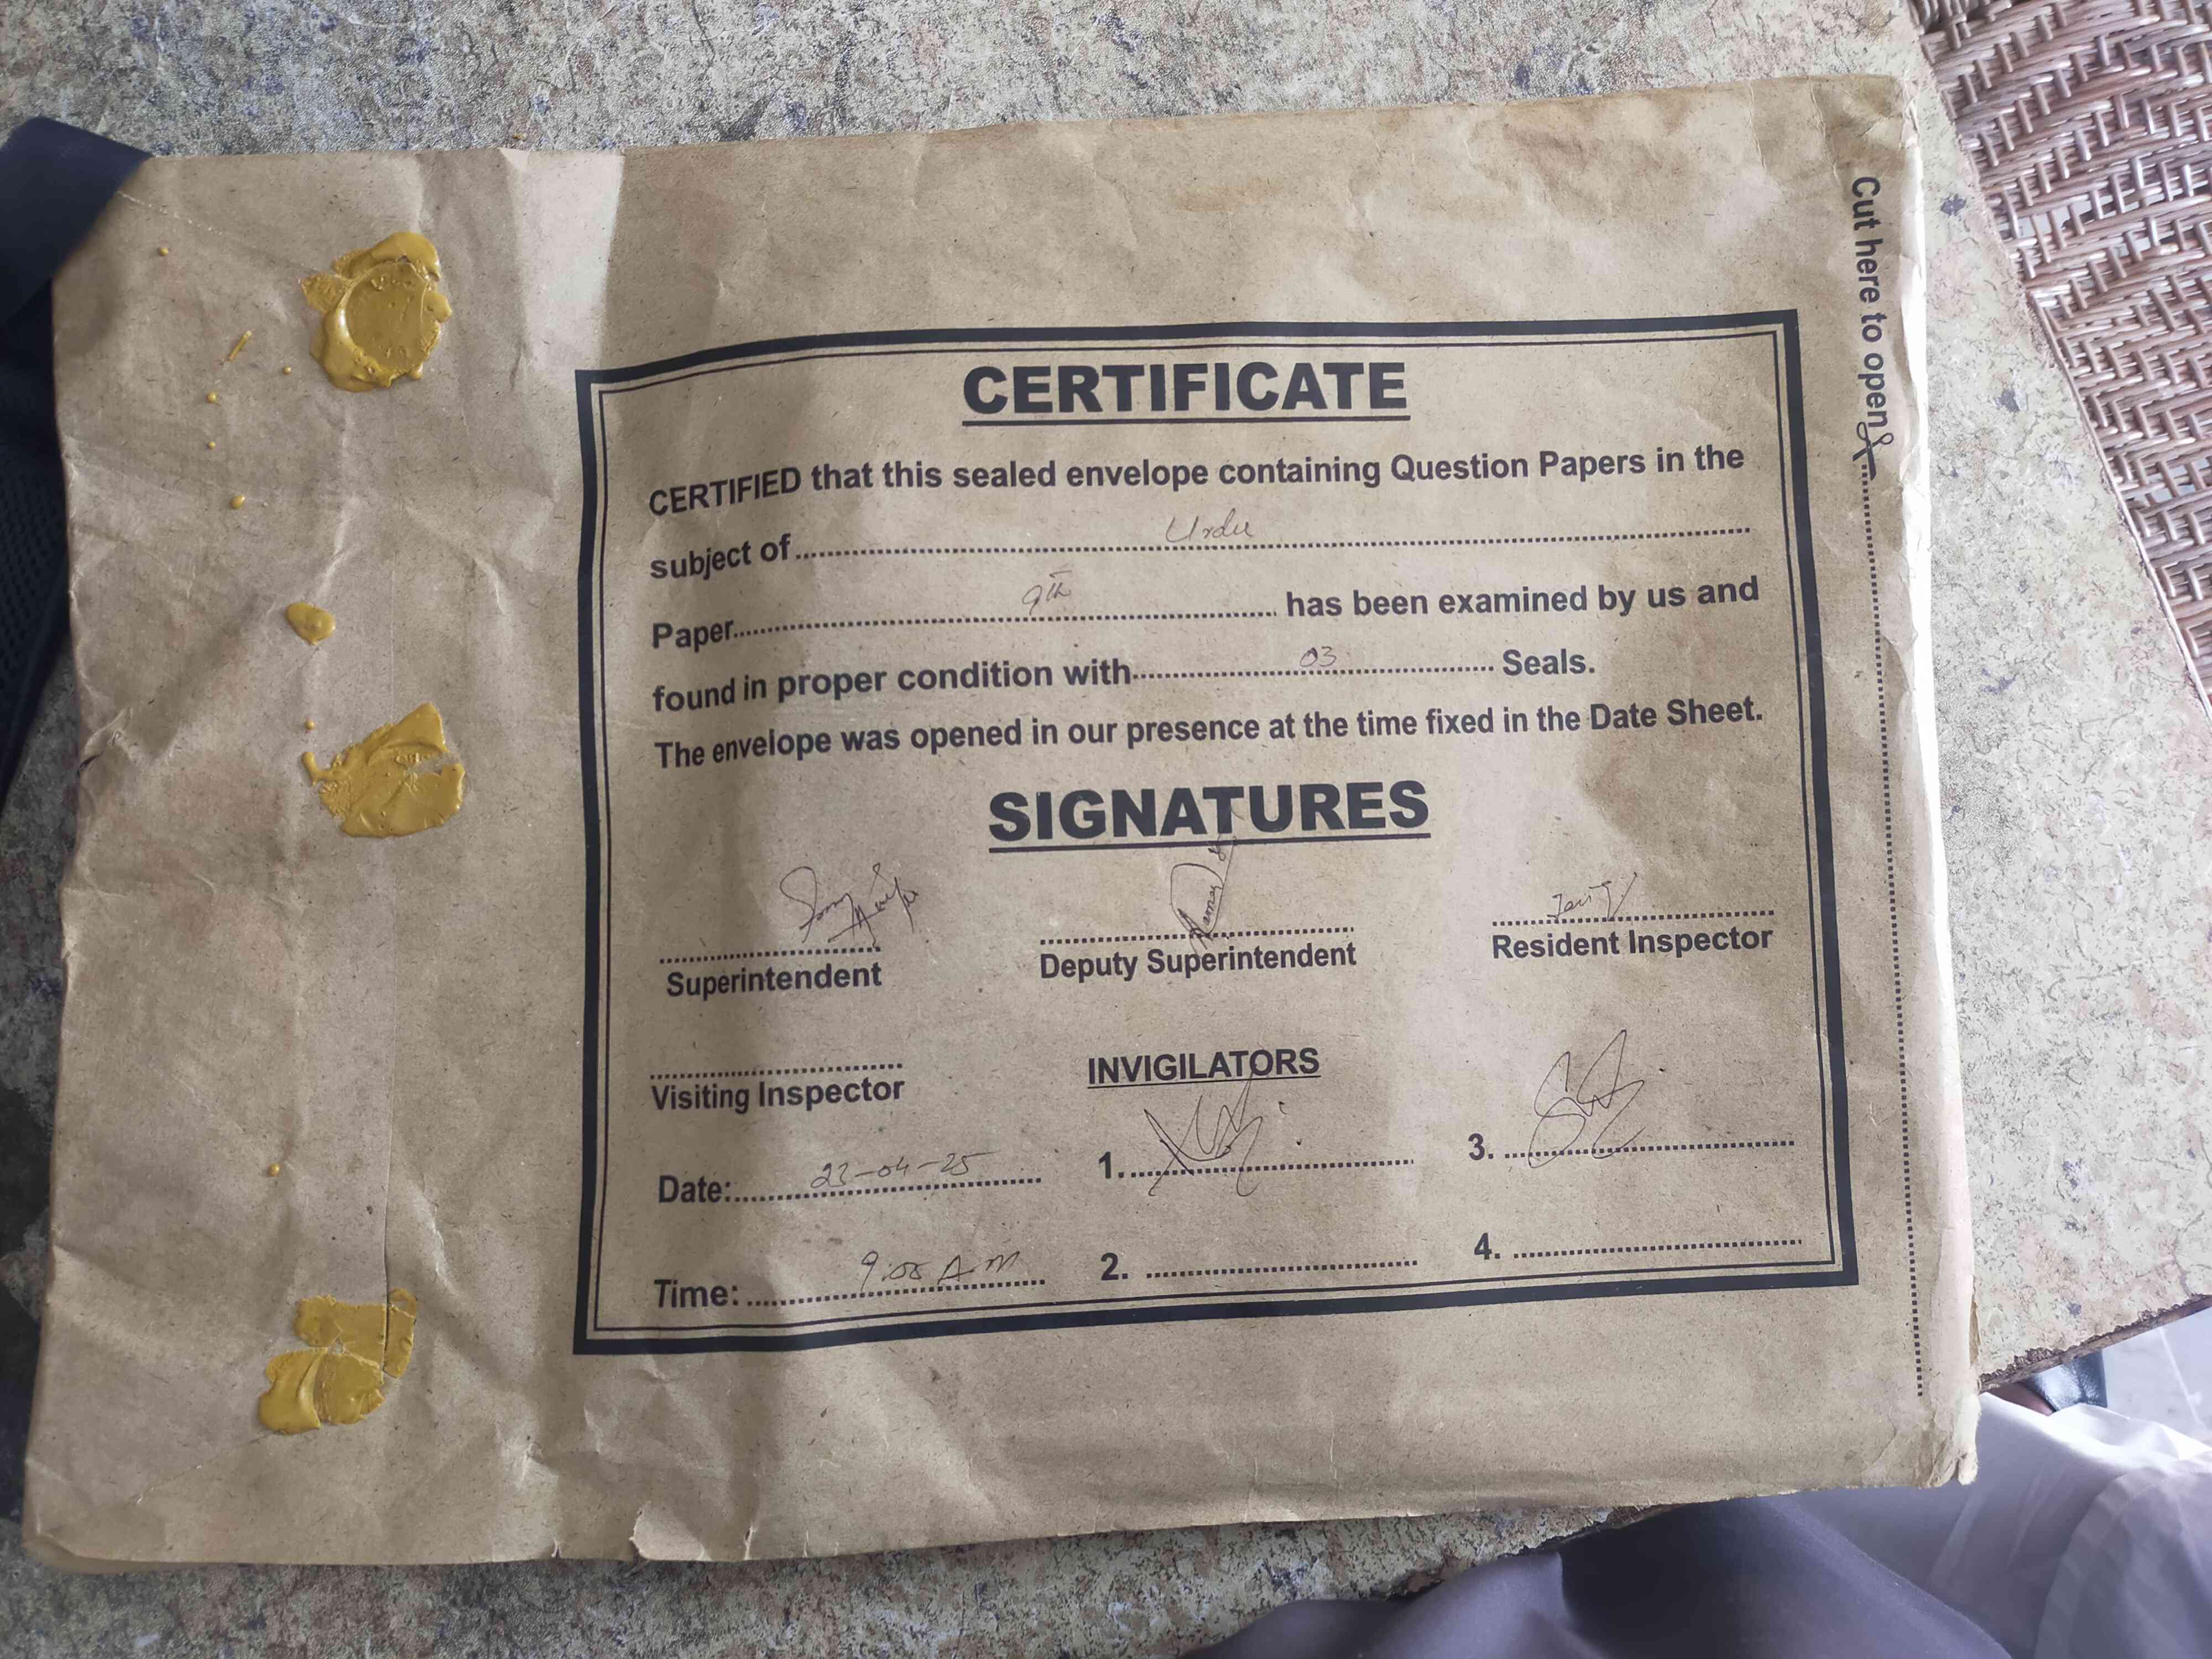 Cut here to open
CERTIFICATE
CERTIFIED that this sealed envelope containing Question Papers in the
subject of.......... Urdu ..........
Paper.......... 9th .......... has been examined by us and
found in proper condition with.......... 03 .......... Seals.
The envelope was opened in our presence at the time fixed in the Date Sheet.
SIGNATURES
Superintendent
Deputy Superintendent
Resident Inspector
Visiting Inspector
INVIGILATORS
Date:.......... 23-04-25
1. ..........
3. ..........
Time:.......... 9:00 A.M
2. ..........
4. ..........